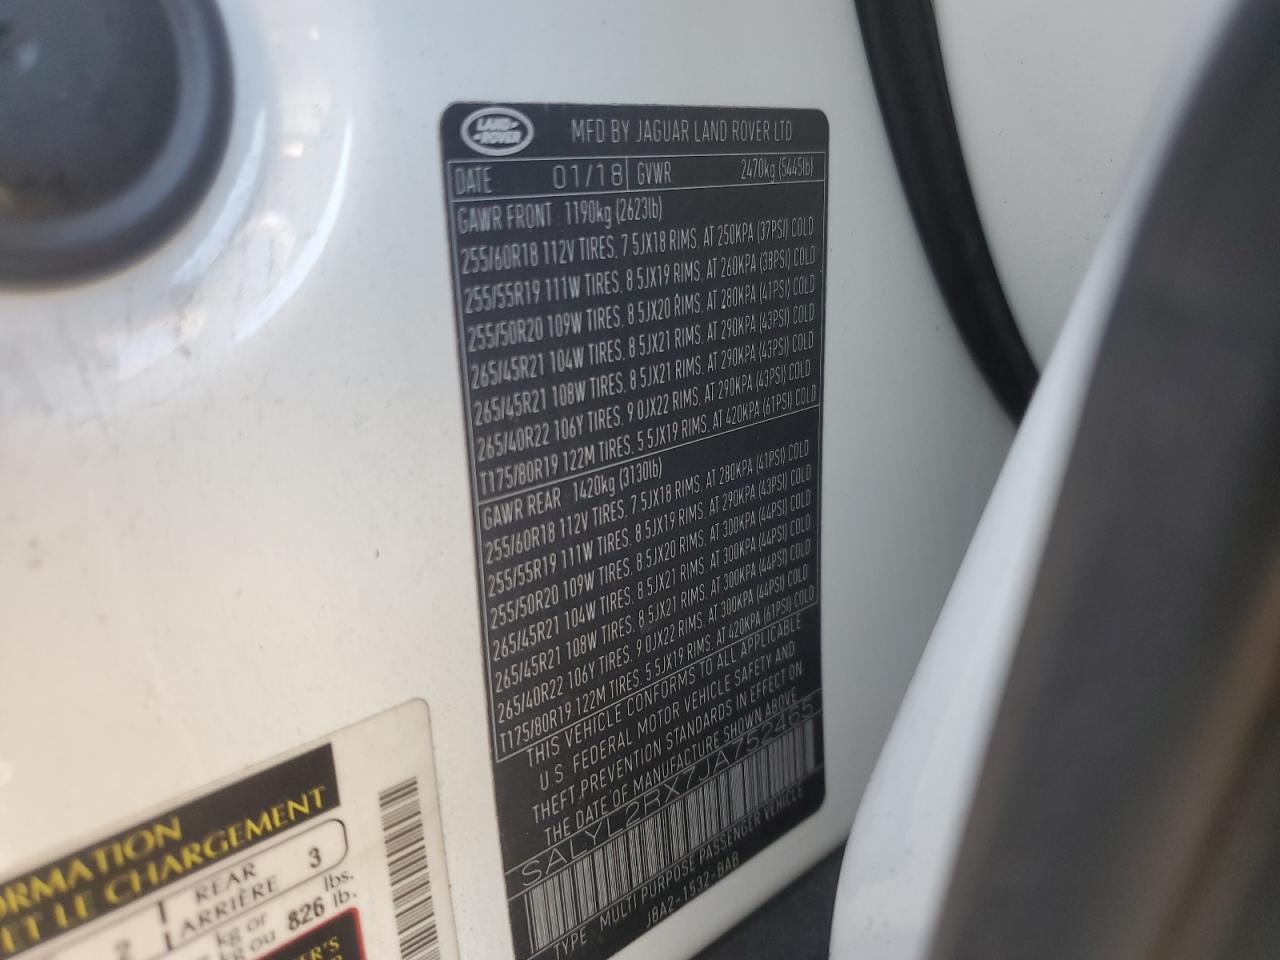 LAND ROVER
MFD BY JAGUAR LAND ROVER LTD
DATE 01/18 GVWR 2470kg (5445lb)
GAWR FRONT 1190kg (2623lb)
255/60R18 112V TIRES, 7 5JX18 RIMS, AT 250KPA (37PSI) COLD
255/55R19 111W TIRES, 8 5JX19 RIMS, AT 260KPA (38PSI) COLD
255/50R20 109W TIRES, 8 5JX20 RIMS, AT 280KPA (41PSI) COLD
265/45R21 104W TIRES, 8 5JX21 RIMS, AT 290KPA (43PSI) COLD
265/45R21 108W TIRES, 8 5JX21 RIMS, AT 290KPA (43PSI) COLD
265/40R22 106Y TIRES, 9 0JX22 RIMS, AT 290KPA (43PSI) COLD
T175/80R19 122M TIRES, 5 5JX19 RIMS, AT 420KPA (61PSI) COLD
GAWR REAR 1420kg (3130lb)
255/60R18 112V TIRES, 7 5JX18 RIMS, AT 280KPA (41PSI) COLD
255/55R19 111W TIRES, 8 5JX19 RIMS, AT 290KPA (43PSI) COLD
255/50R20 109W TIRES, 8 5JX20 RIMS, AT 300KPA (44PSI) COLD
265/45R21 104W TIRES, 8 5JX21 RIMS, AT 300KPA (44PSI) COLD
265/45R21 108W TIRES, 8 5JX21 RIMS, AT 300KPA (44PSI) COLD
265/40R22 106Y TIRES, 9 0JX22 RIMS, AT 300KPA (44PSI) COLD
T175/80R19 122M TIRES, 5 5JX19 RIMS, AT 420KPA (61PSI) COLD
THIS VEHICLE CONFORMS TO ALL APPLICABLE
U S FEDERAL MOTOR VEHICLE SAFETY AND
THEFT PREVENTION STANDARDS IN EFFECT ON
THE DATE OF MANUFACTURE SHOWN ABOVE
SALYL2RX7JA752465
TYPE MULTI PURPOSE PASSENGER VEHICLE
J8A2-1532-BAB
ORMATION
ET LE CHARGEMENT
2 REAR 3
ARRIÈRE
kg or lbs.
kg ou 826 lb.